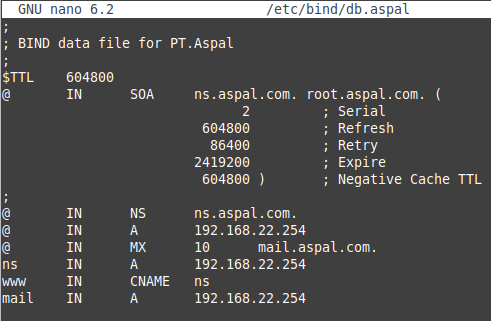 GNU nano 6.2 /etc/bind/db.aspal
;
; BIND data file for PT.Aspal
;
$TTL 604800
@ IN SOA ns.aspal.com. root.aspal.com. (
2 ; Serial
604800 ; Refresh
86400 ; Retry
2419200 ; Expire
604800 ) ; Negative Cache TTL
;
@ IN NS ns.aspal.com.
@ IN A 192.168.22.254
@ IN MX 10 mail.aspal.com.
ns IN A 192.168.22.254
www IN CNAME ns
mail IN A 192.168.22.254